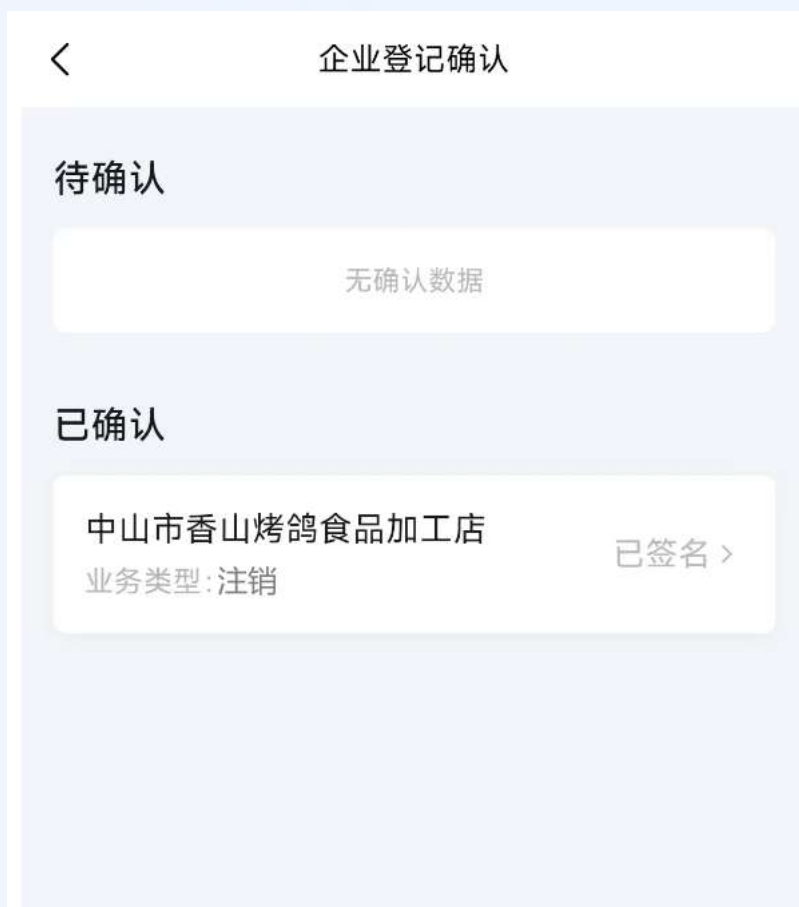 企业登记确认
待确认
无确认数据
已确认
中山市香山烤鸽食品加工店
已签名
业务类型:注销